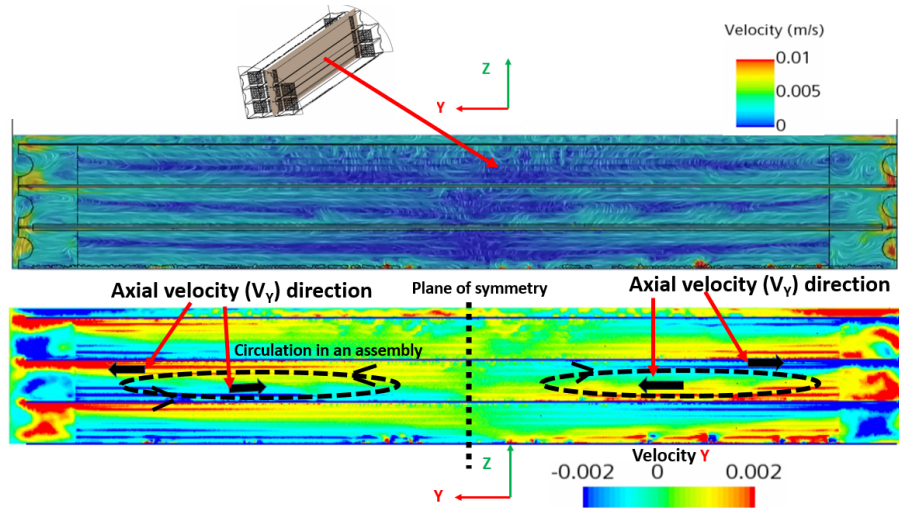 Velocity (m/s)
0.01
0.005
0
Z
Y
Plane of symmetry
Axial velocity (VY) direction
Axial velocity (VY) direction
Circulation in an assembly
Z
Y
Velocity Y
-0.002 0 0.002